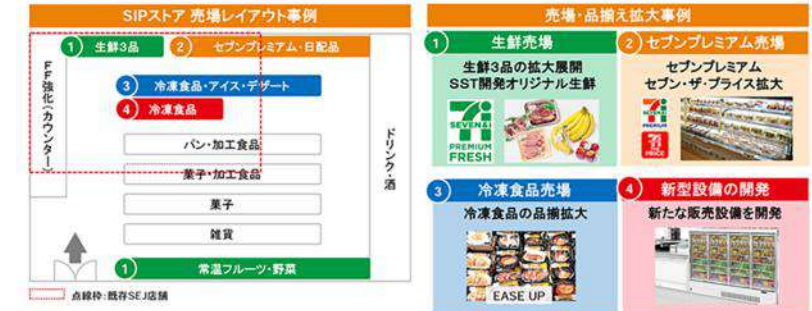 SIPストア 売場レイアウト事例
1 生鮮3品
2 セブンプレミアム・日配品
FF強化(カウンター)
3 冷凍食品・アイス・デザート
4 冷凍食品
パン・加工食品
菓子・加工食品
菓子
雑貨
ドリンク・酒
1 常温フルーツ・野菜
点線枠:既存SEJ店舗
売場・品揃え拡大事例
1 生鮮売場
生鮮3品の拡大展開
SST開発オリジナル生鮮
SEVEN&i
PREMIUM
FRESH
2 セブンプレミアム売場
セブンプレミアム
セブン・ザ・プライス拡大
SEVEN&i
PREMIUM
PRICE
3 冷凍食品売場
冷凍食品の品揃拡大
EASE UP
4 新型設備の開発
新たな販売設備を開発